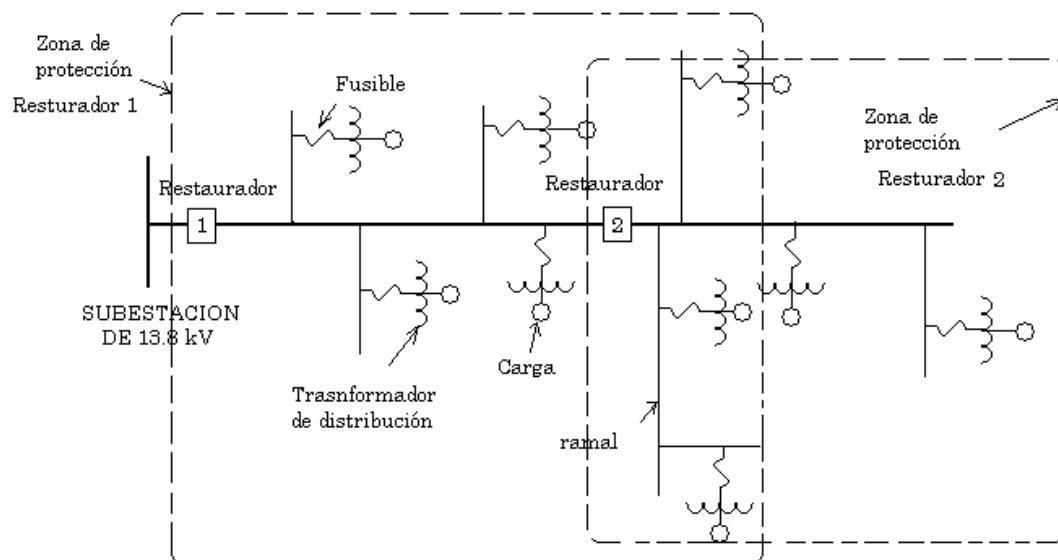 Zona de
protección
Resturador 1
Fusible
Restaurador
1
SUBESTACION
DE 13.8 kV
Trasnformador
de distribución
Carga
Restaurador
2
ramal
Zona de
protección
Resturador 2